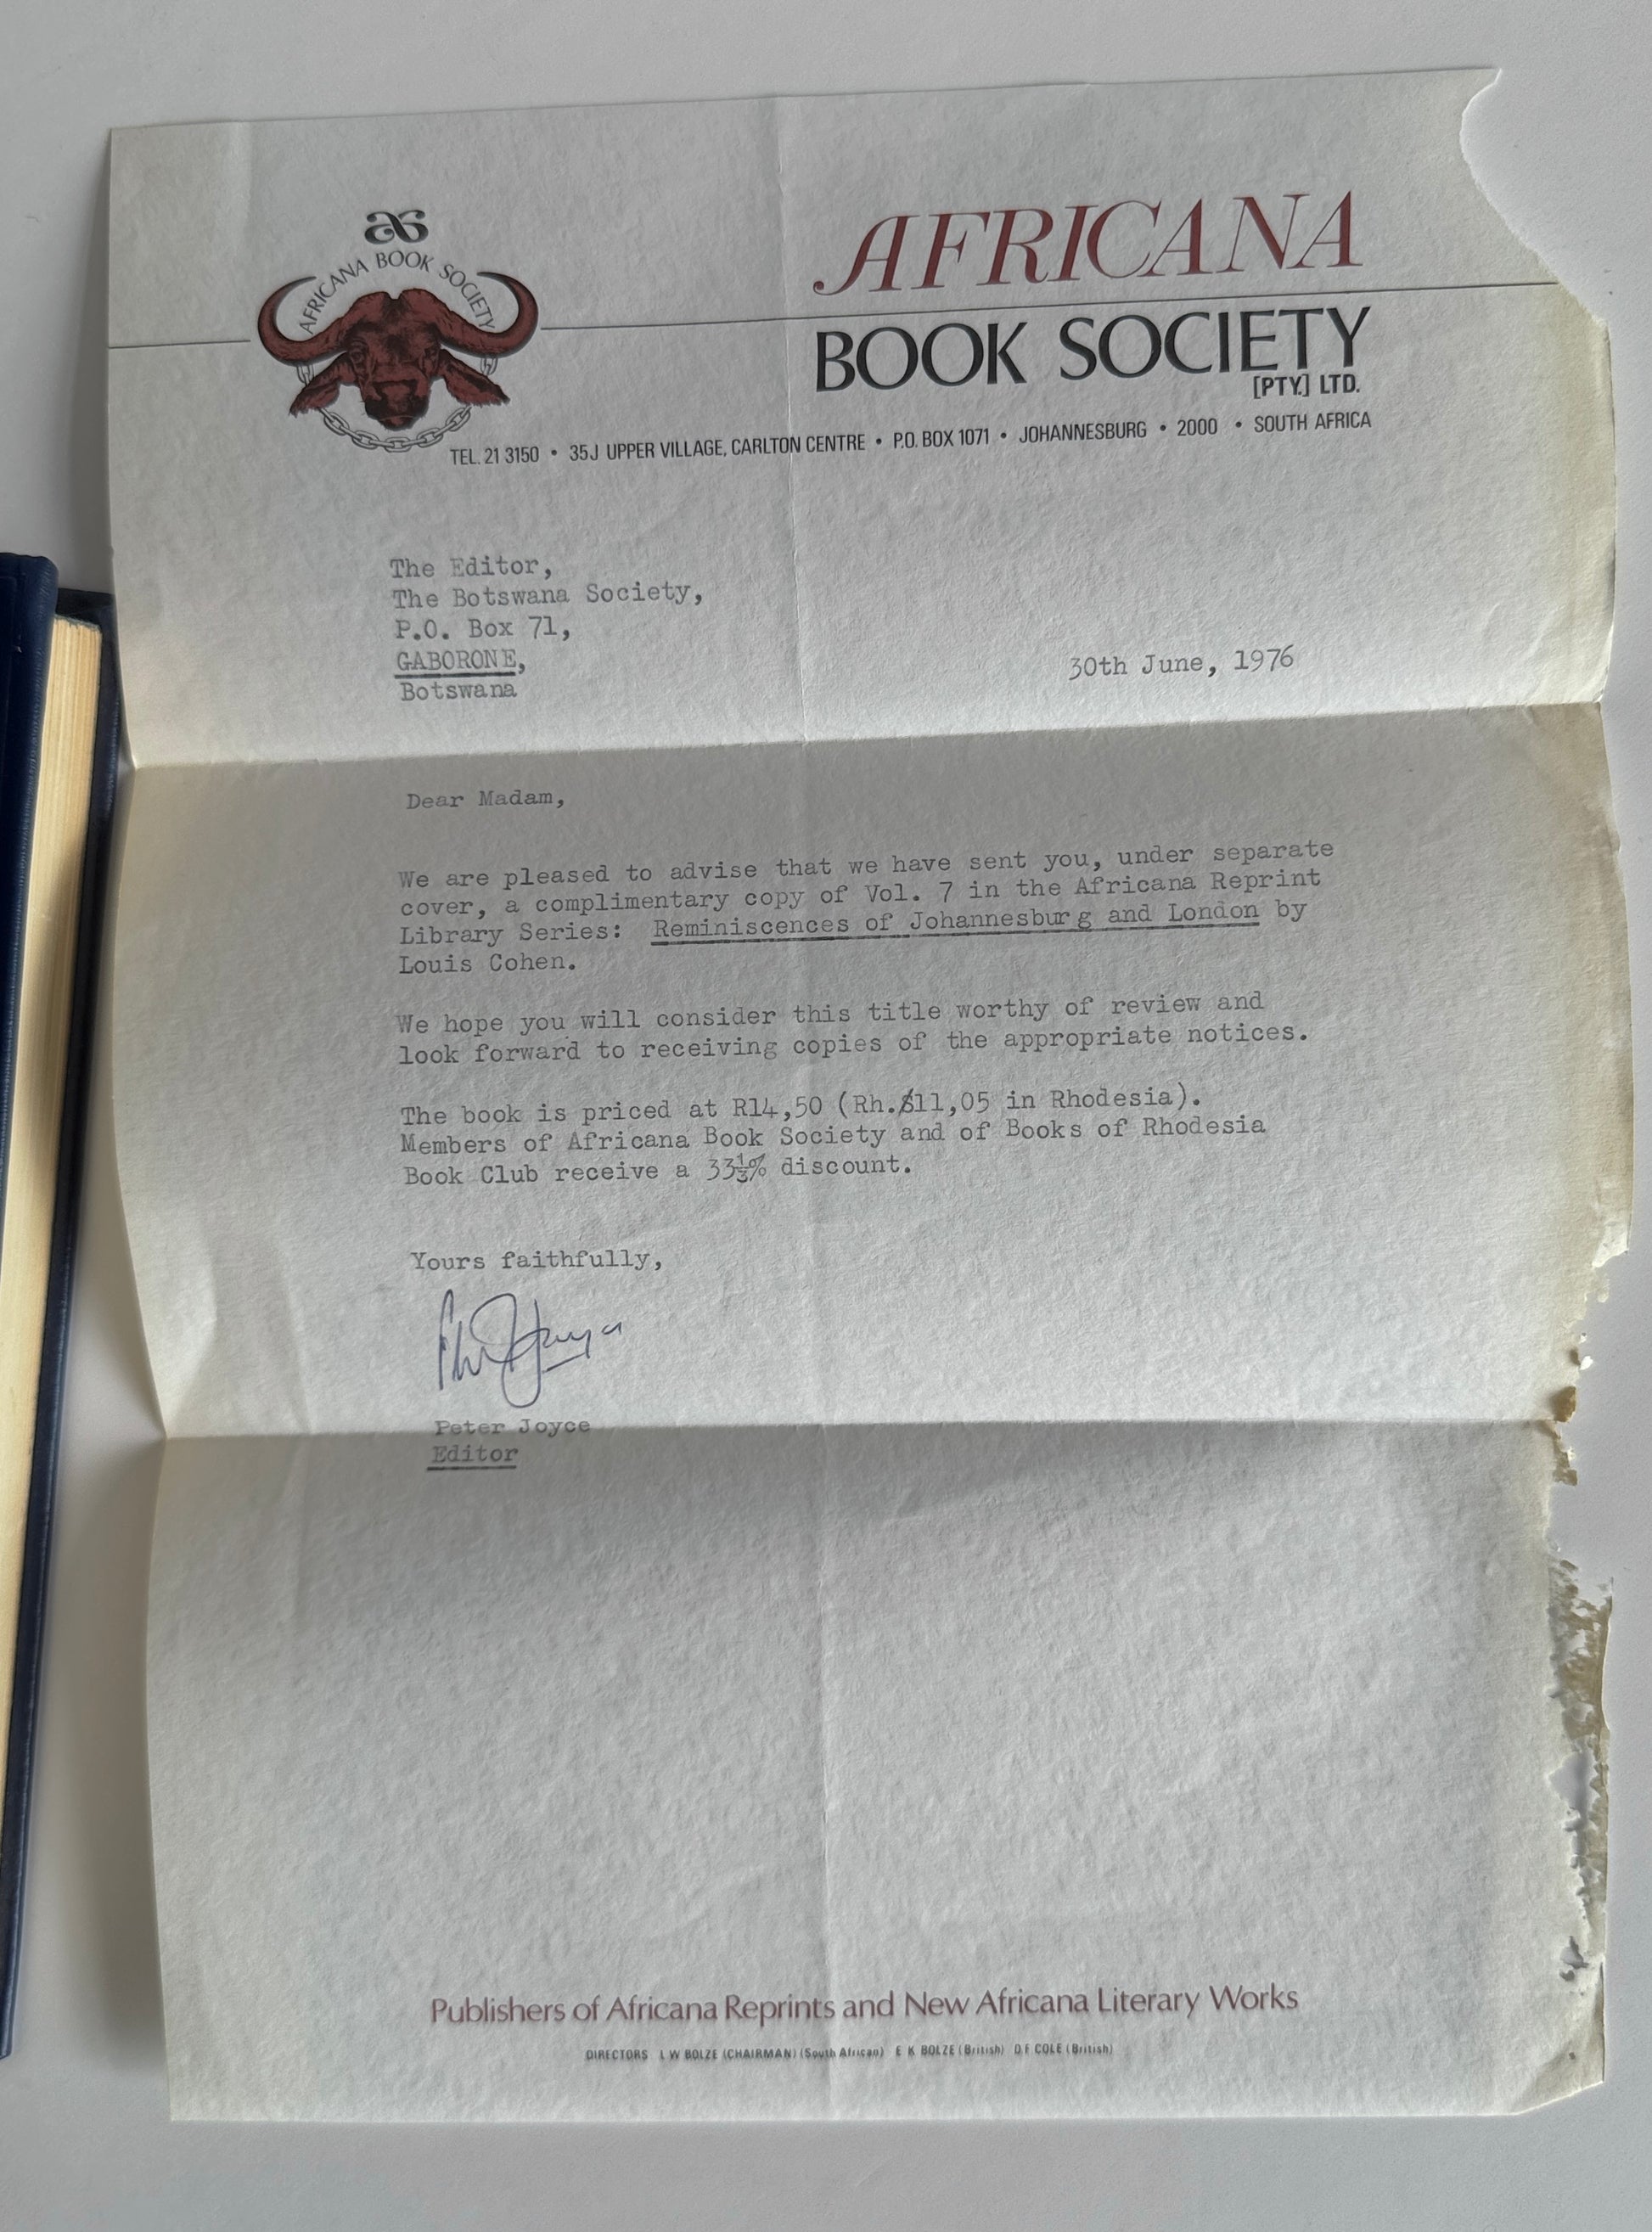 ab
AFRICANA BOOK SOCIETY
AFRICANA
BOOK SOCIETY
[PTY.] LTD.
TEL. 21 3150 • 35J UPPER VILLAGE, CARLTON CENTRE • P.O. BOX 1071 • JOHANNESBURG • 2000 • SOUTH AFRICA
The Editor,
The Botswana Society,
P.O. Box 71,
GABORONE,
Botswana
30th June, 1976
Dear Madam,
We are pleased to advise that we have sent you, under separate
cover, a complimentary copy of Vol. 7 in the Africana Reprint
Library Series: Reminiscences of Johannesburg and London by
Louis Cohen.
We hope you will consider this title worthy of review and
look forward to receiving copies of the appropriate notices.
The book is priced at R14,50 (Rh.$11,05 in Rhodesia).
Members of Africana Book Society and of Books of Rhodesia
Book Club receive a 33⅓% discount.
Yours faithfully,
Peter Joyce
Editor
Publishers of Africana Reprints and New Africana Literary Works
DIRECTORS L W BOLZE (CHAIRMAN) (South African) E K BOLZE (British) D F COLE (British)